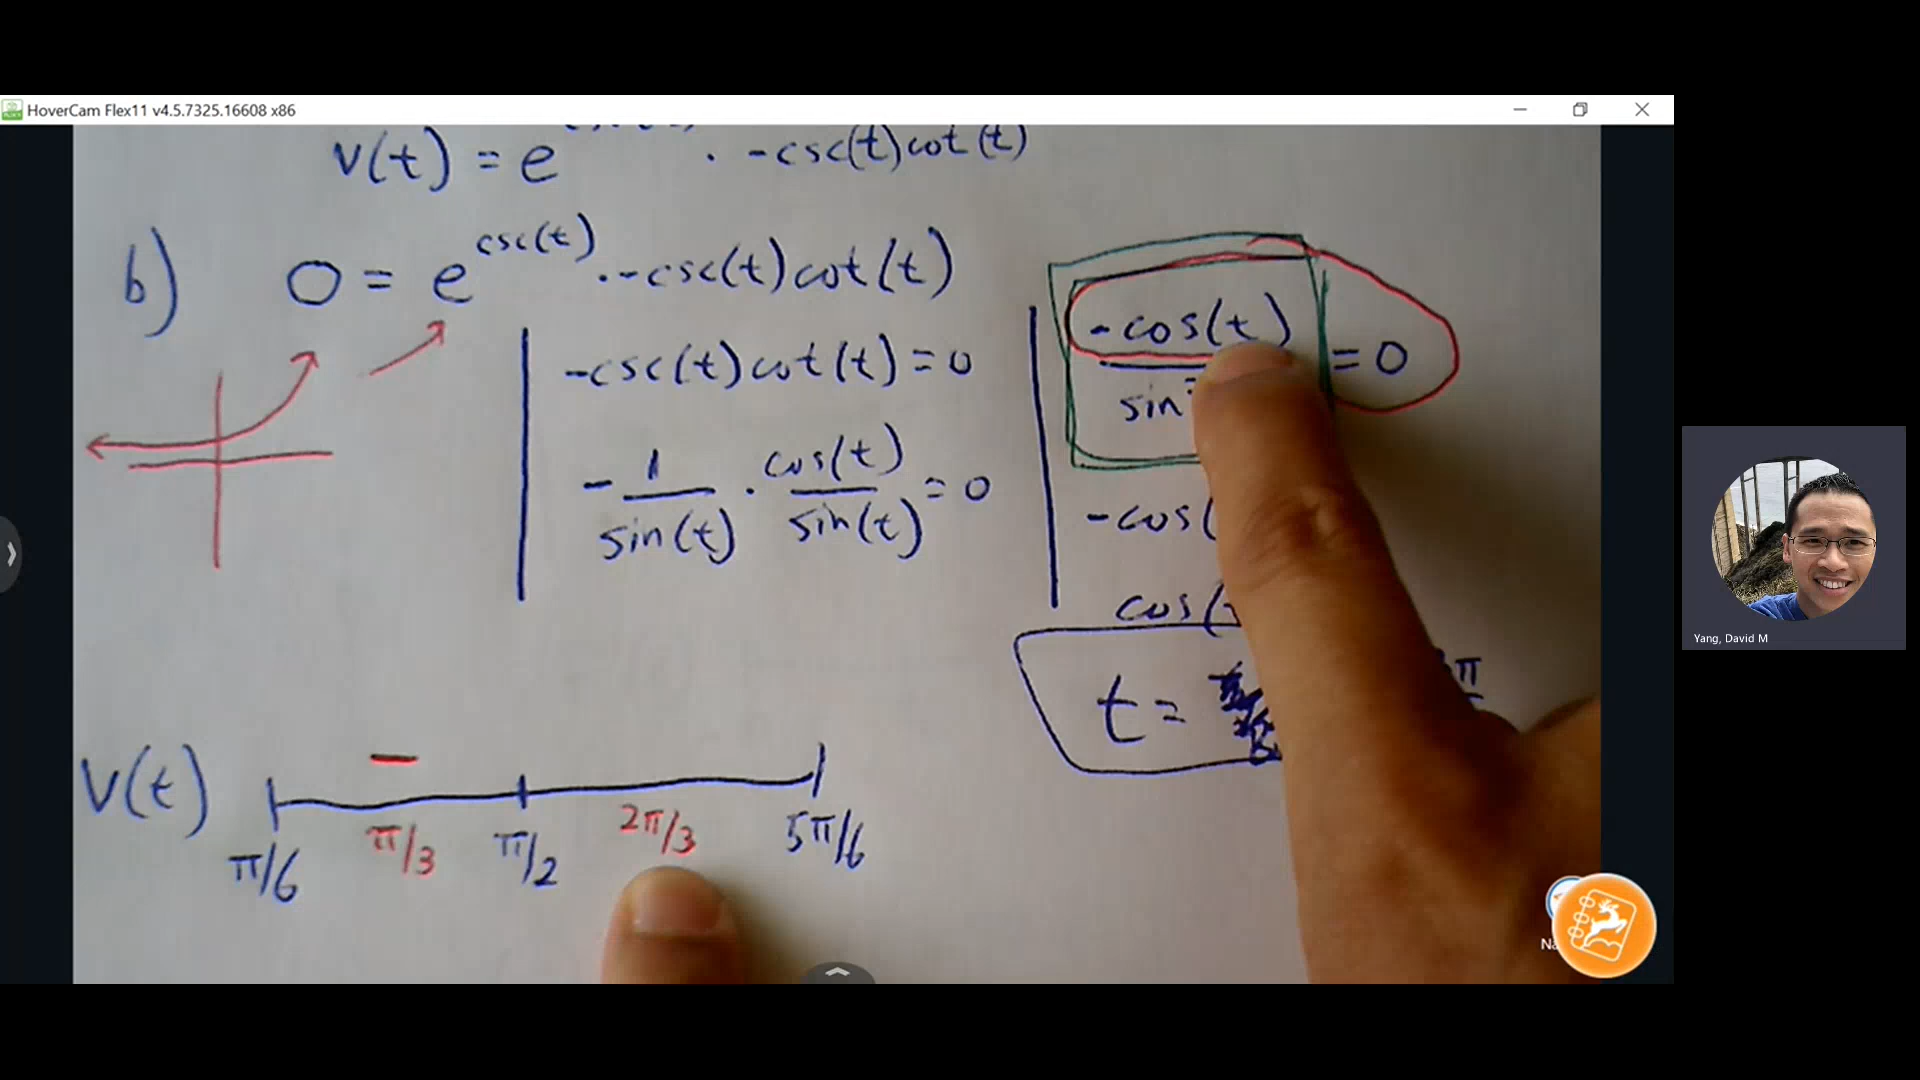 HoverCam Flex11 v4.5.7325.16608 x86
v(t) = e · -csc(t)cot(t)
b) 0 = e^csc(t) · -csc(t)cot(t)
-csc(t)cot(t) = 0
- 1/sin(t) · cos(t)/sin(t) = 0
-cos(t)
= 0
sin
-cos(
cos(
t =
π
V(t)
π/6 π/3 π/2 2π/3 5π/6
Yang, David M